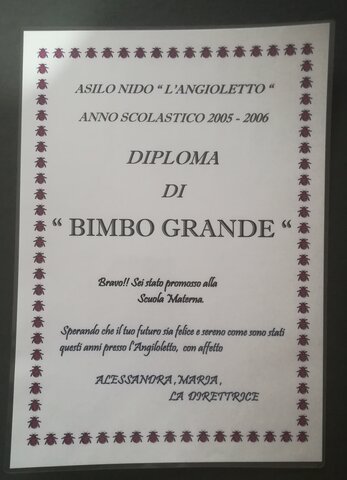 ASILO NIDO " L'ANGIOLETTO "
ANNO SCOLASTICO 2005 - 2006
DIPLOMA
DI
" BIMBO GRANDE "
Bravo!! Sei stato promosso alla
Scuola Materna.
Sperando che il tuo futuro sia felice e sereno come sono stati
questi anni presso l'Angiloletto, con affetto
ALESSANDRA, MARIA,
LA DIRETTRICE